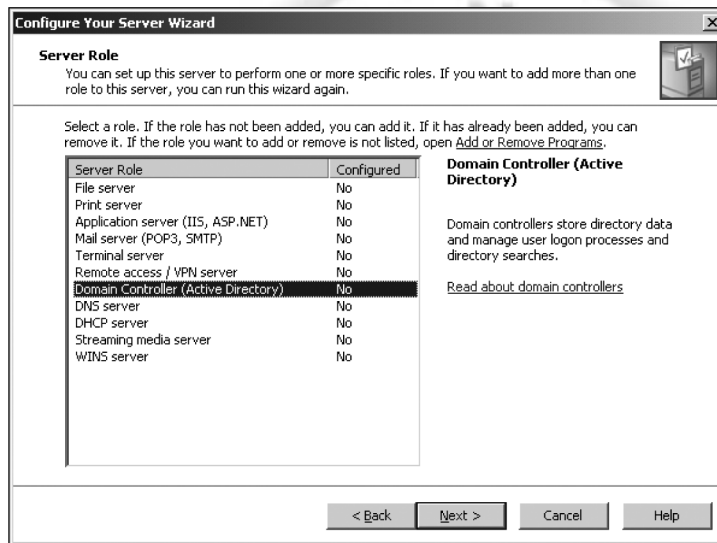 Configure Your Server Wizard
Server Role
You can set up this server to perform one or more specific roles. If you want to add more than one
role to this server, you can run this wizard again.
Select a role. If the role has not been added, you can add it. If it has already been added, you can
remove it. If the role you want to add or remove is not listed, open Add or Remove Programs.
Server Role Configured
File server No
Print server No
Application server (IIS, ASP.NET) No
Mail server (POP3, SMTP) No
Terminal server No
Remote access / VPN server No
Domain Controller (Active Directory) No
DNS server No
DHCP server No
Streaming media server No
WINS server No
Domain Controller (Active
Directory)
Domain controllers store directory data
and manage user logon processes and
directory searches.
Read about domain controllers
< Back Next > Cancel Help